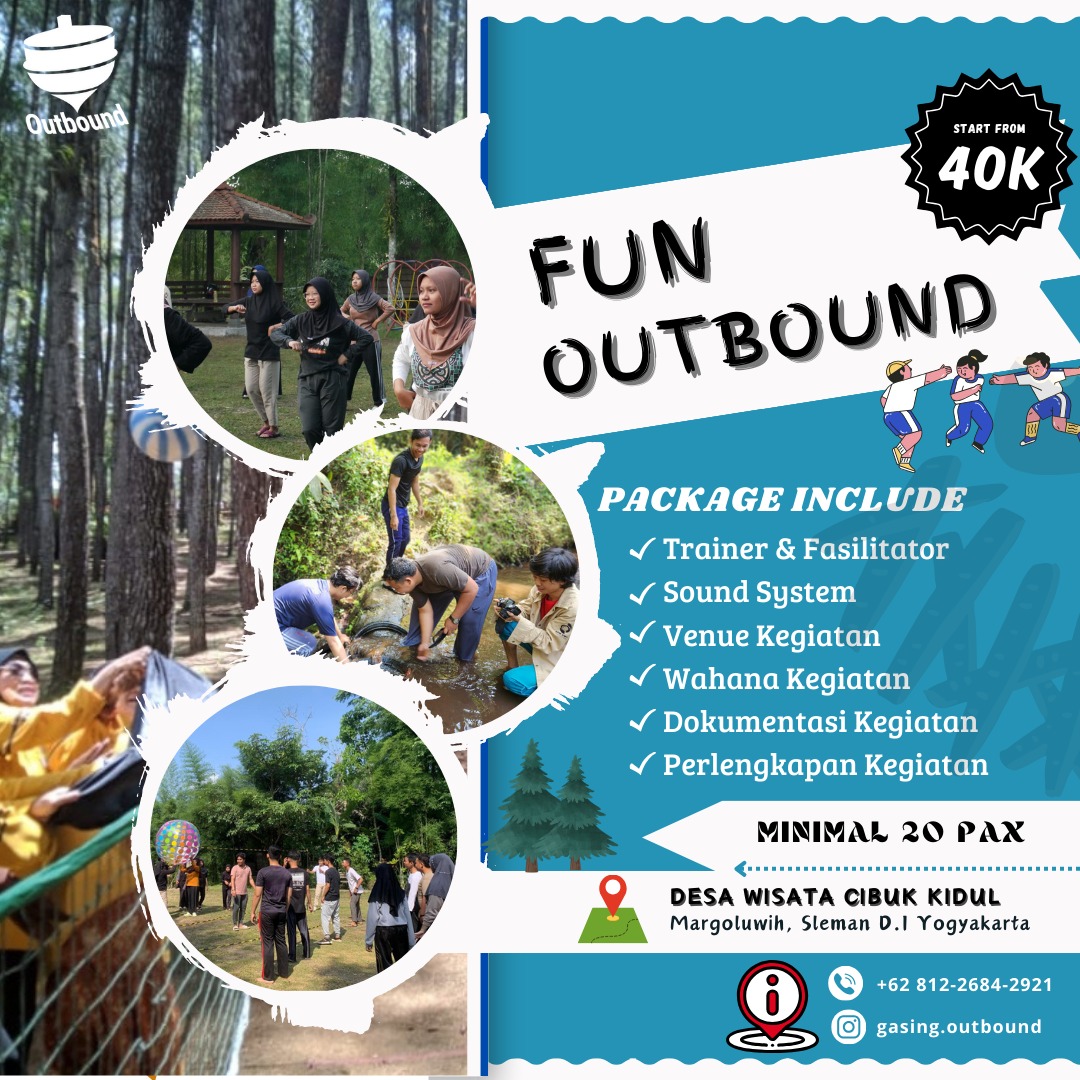 Outbound
START FROM
40K
FUN
OUTBOUND
PACKAGE INCLUDE
Trainer & Fasilitator
Sound System
Venue Kegiatan
Wahana Kegiatan
Dokumentasi Kegiatan
Perlengkapan Kegiatan
MINIMAL 20 PAX
DESA WISATA CIBUK KIDUL
Margoluwih, Sleman D.I Yogyakarta
+62 812-2684-2921
gasing.outbound